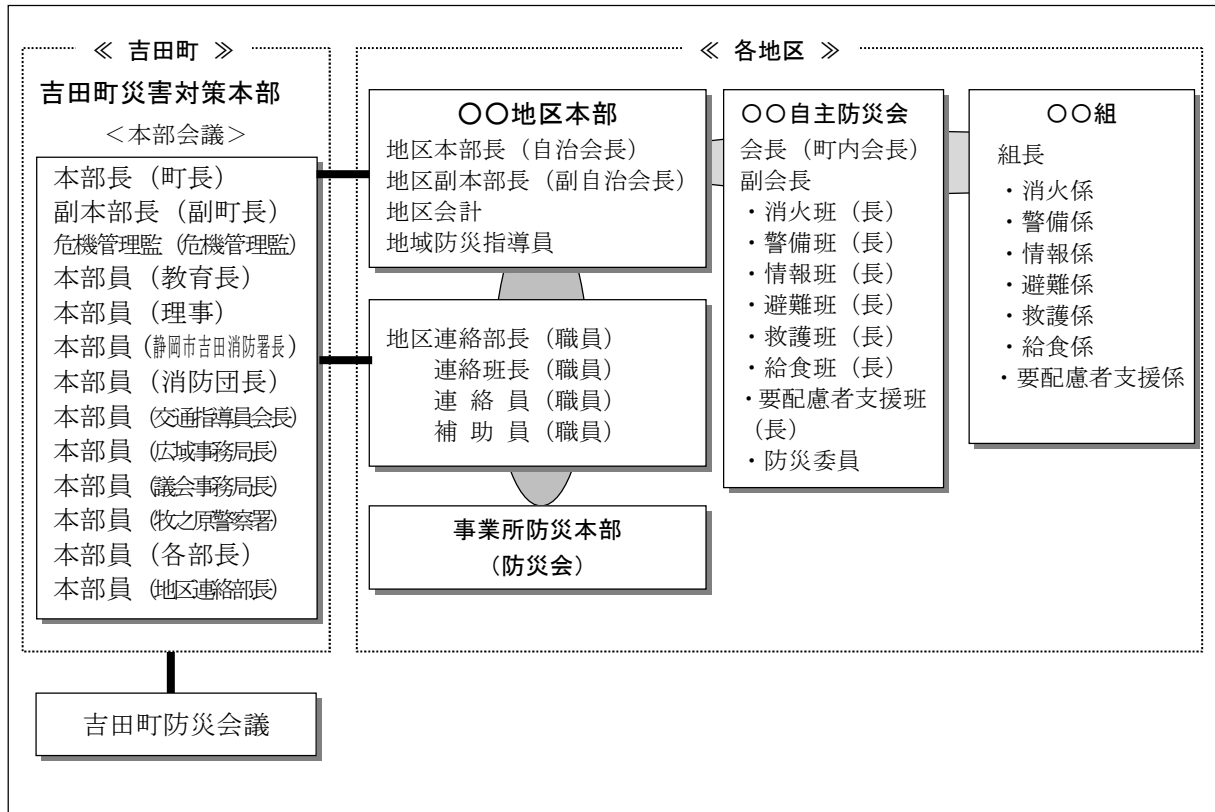 ≪ 吉田町 ≫
吉田町災害対策本部
＜本部会議＞
本部長（町長）
副本部長（副町長）
危機管理監（危機管理監）
本部員（教育長）
本部員（理事）
本部員（静岡市吉田消防署長）
本部員（消防団長）
本部員（交通指導員会長）
本部員（広域事務局長）
本部員（議会事務局長）
本部員（牧之原警察署）
本部員（各部長）
本部員（地区連絡部長）
吉田町防災会議
≪ 各地区 ≫
〇〇地区本部
地区本部長（自治会長）
地区副本部長（副自治会長）
地区会計
地域防災指導員
地区連絡部長（職員）
連絡班長（職員）
連 絡 員（職員）
補 助 員（職員）
事業所防災本部
（防災会）
〇〇自主防災会
会長（町内会長）
副会長
・消火班（長）
・警備班（長）
・情報班（長）
・避難班（長）
・救護班（長）
・給食班（長）
・要配慮者支援班
（長）
・防災委員
〇〇組
組長
・消火係
・警備係
・情報係
・避難係
・救護係
・給食係
・要配慮者支援係